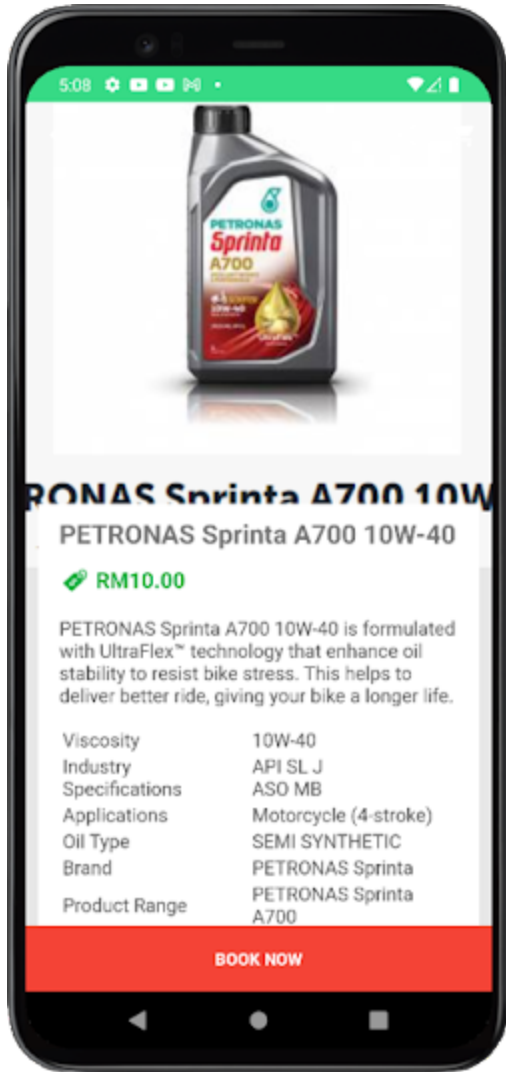 5:08
PETRONAS
Sprinta
A700
10W-40
UltraFlex™
RONAS Sprinta A700 10W
PETRONAS Sprinta A700 10W-40
RM10.00
PETRONAS Sprinta A700 10W-40 is formulated
with UltraFlex™ technology that enhance oil
stability to resist bike stress. This helps to
deliver better ride, giving your bike a longer life.
Viscosity 10W-40
Industry API SL J
Specifications ASO MB
Applications Motorcycle (4-stroke)
Oil Type SEMI SYNTHETIC
Brand PETRONAS Sprinta
Product Range PETRONAS Sprinta
A700
BOOK NOW